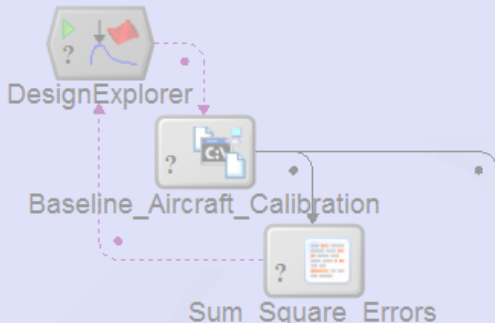 ?
DesignExplorer
C:\
?
Baseline_Aircraft_Calibration
?
Sum_Square_Errors